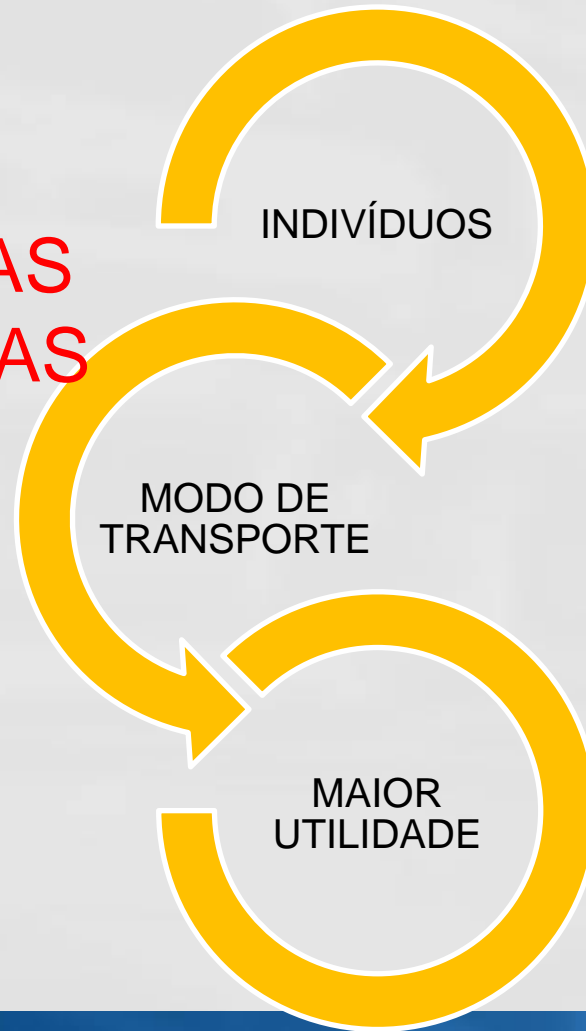 INDIVÍDUOS
AS
AS
MODO DE
TRANSPORTE
MAIOR
UTILIDADE